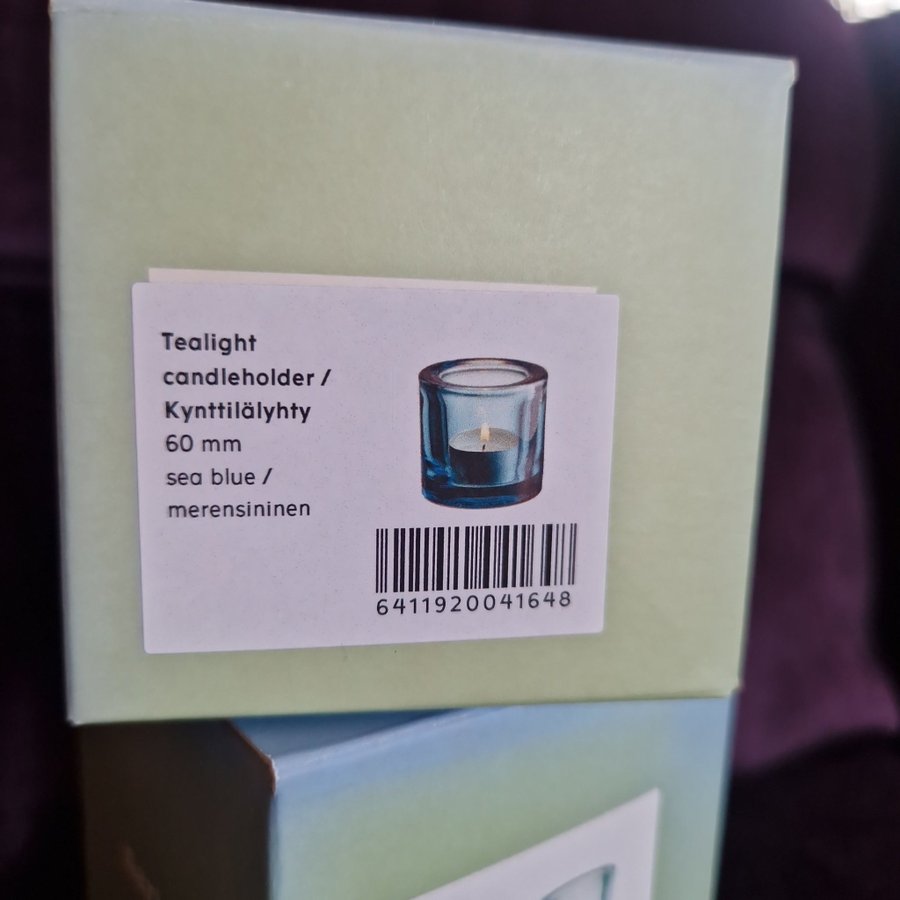 Tealight
candleholder /
Kynttilälyhty
60 mm
sea blue /
merensininen
6411920041648